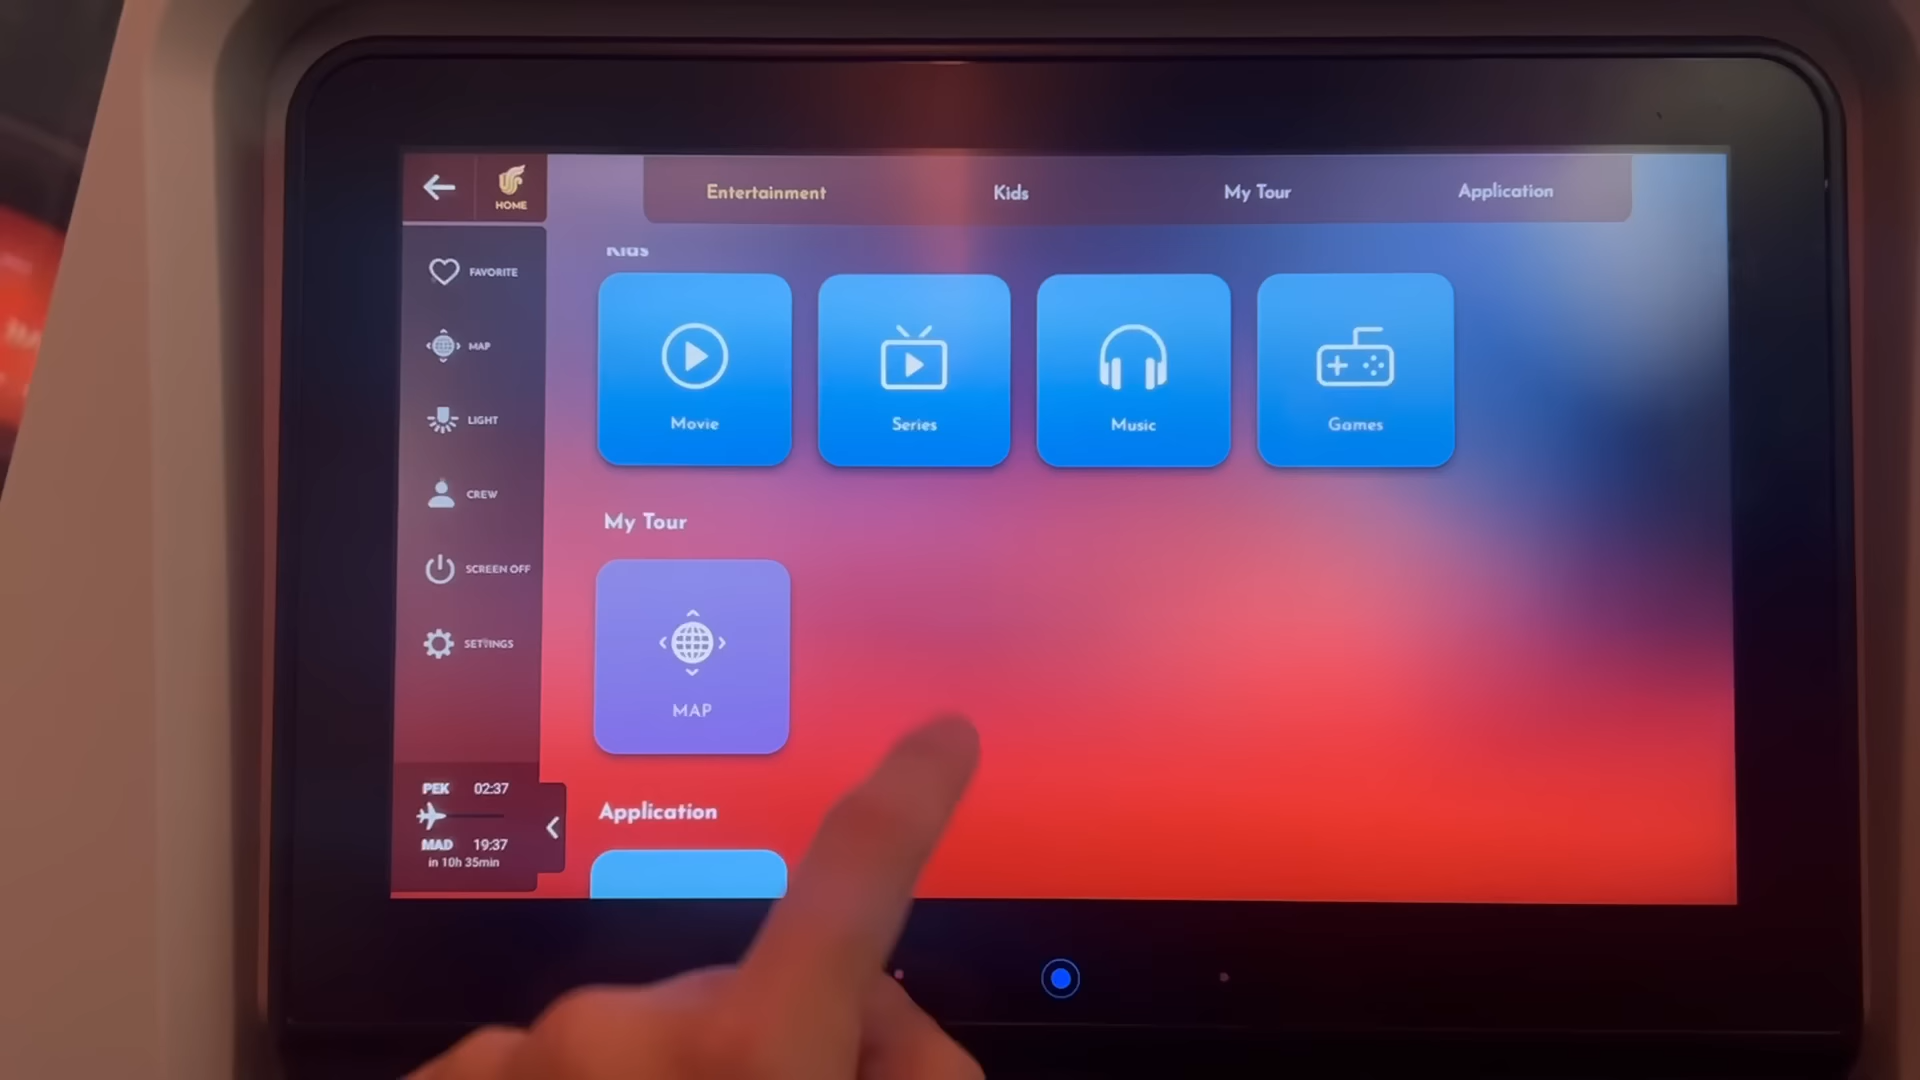 HOME
Entertainment
Kids
My Tour
Application
FAVORITE
MAP
LIGHT
CREW
SCREEN OFF
SETTINGS
Kids
Movie
Series
Music
Games
My Tour
MAP
Application
PEK 02:37
MAD 19:37
in 10h 35min